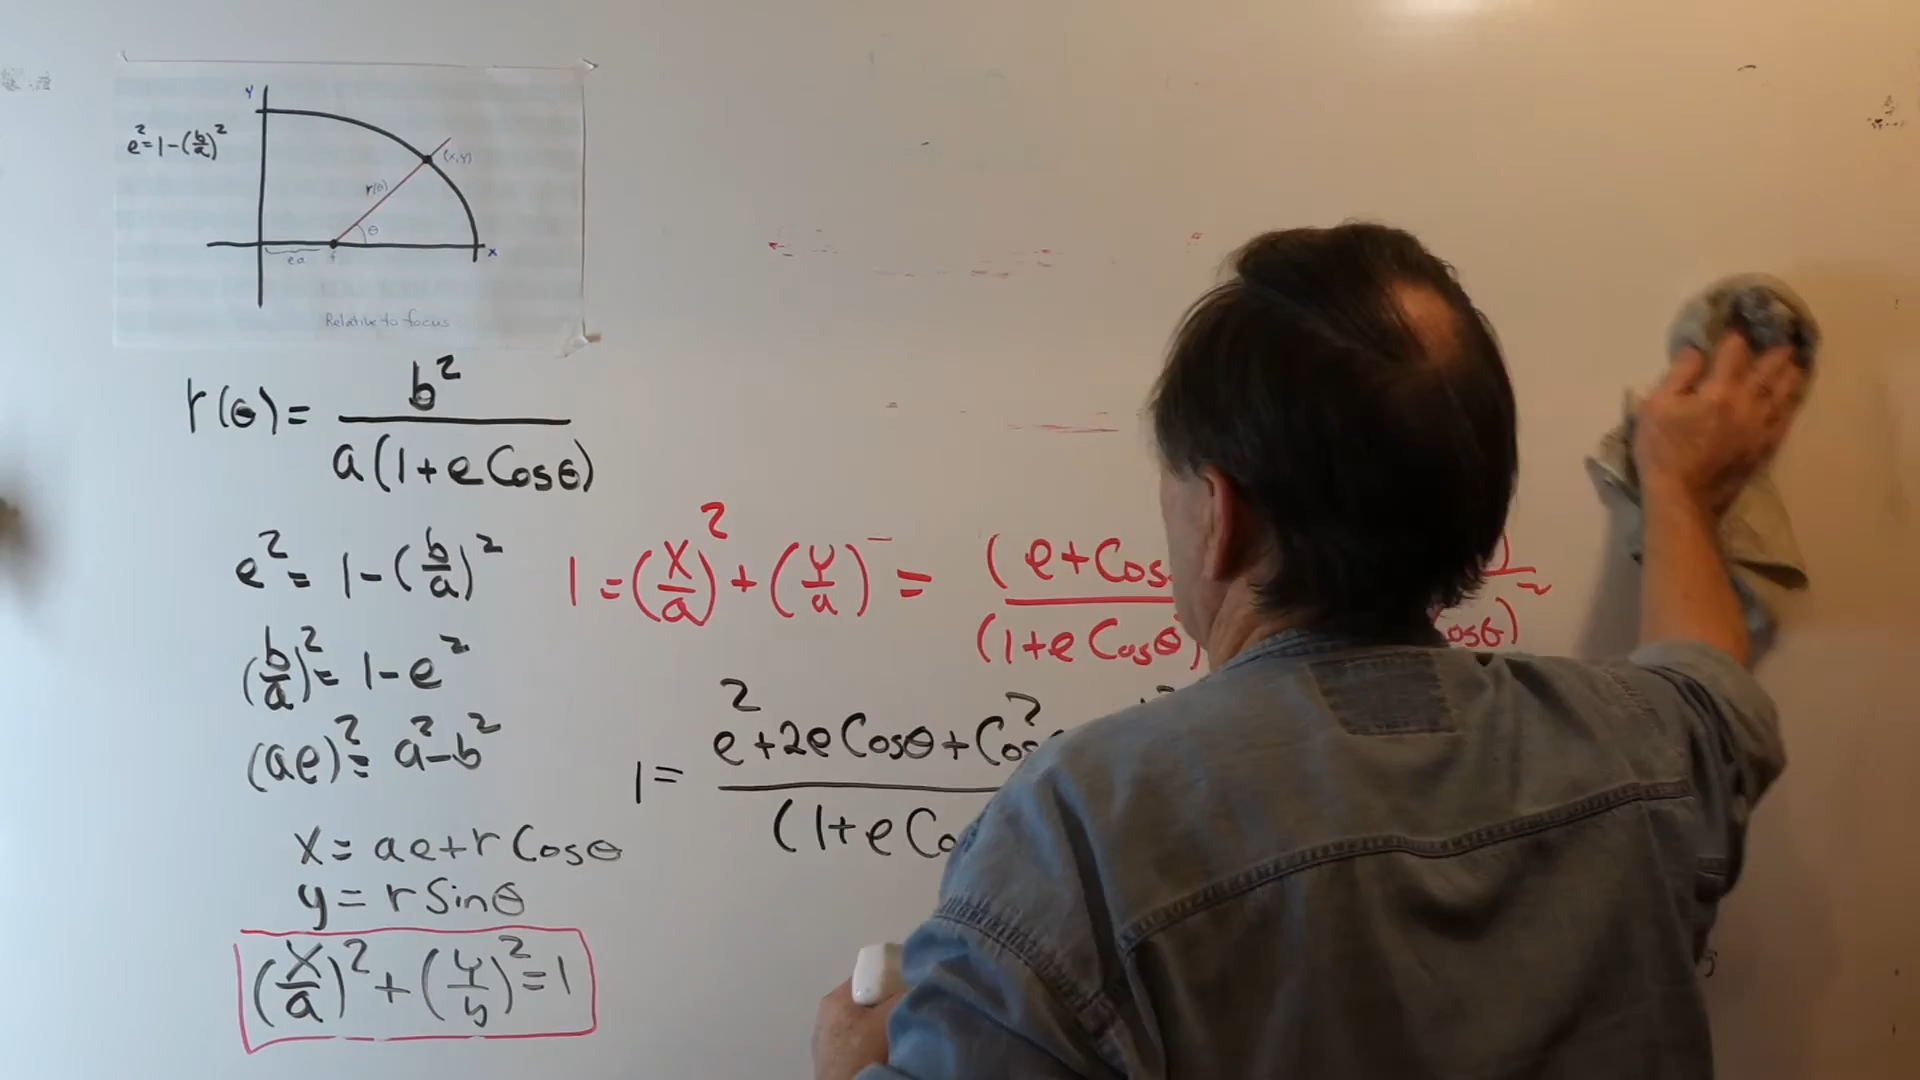 Y
e² = 1 - (b/a)²
(x,y)
r(θ)
θ
ea f
x
Relative to focus
r(θ) = b² / a(1 + e Cosθ)
e² = 1 - (b/a)²
1 = (x/a)² + (y/a) = (e + Cos
(1 + e Cosθ) osθ)²
(b/a)² = 1 - e²
(ae)² = a² - b²
1 = e² + 2e Cosθ + Cos²
(1 + e Co
x = ae + r Cosθ
y = r Sinθ
(x/a)² + (y/b)² = 1